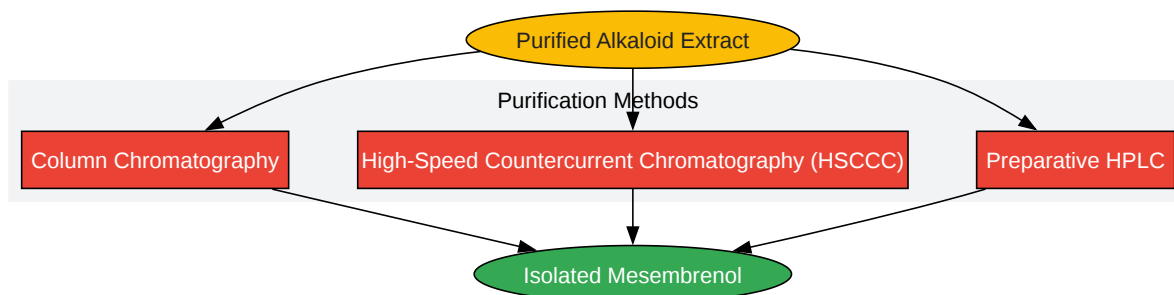 Purified Alkaloid Extract
Purification Methods
Column Chromatography
High-Speed Countercurrent Chromatography (HSCCC)
Preparative HPLC
Isolated Mesembrenol